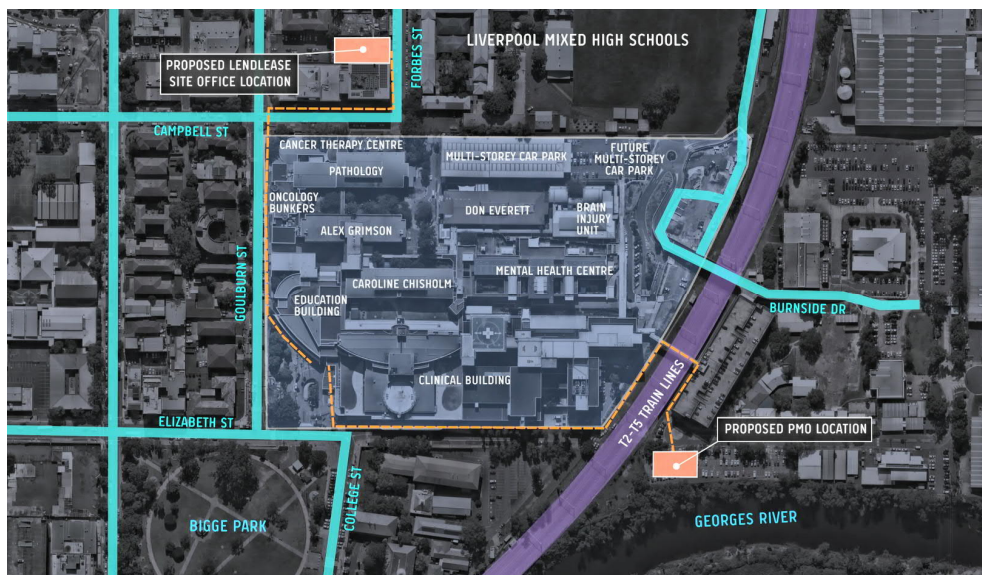 LIVERPOOL MIXED HIGH SCHOOLS
FORBES ST
PROPOSED LENDLEASE
SITE OFFICE LOCATION
CAMPBELL ST
CANCER THERAPY CENTRE
PATHOLOGY
MULTI-STOREY CAR PARK
FUTURE
MULTI-STOREY
CAR PARK
ONCOLOGY
BUNKERS
DON EVERETT
BRAIN
INJURY
UNIT
ALEX GRIMSON
GOULBURN ST
MENTAL HEALTH CENTRE
CAROLINE CHISHOLM
EDUCATION
BUILDING
BURNSIDE DR
CLINICAL BUILDING
T2-T5 TRAIN LINES
ELIZABETH ST
PROPOSED PMO LOCATION
COLLEGE ST
BIGGE PARK
GEORGES RIVER